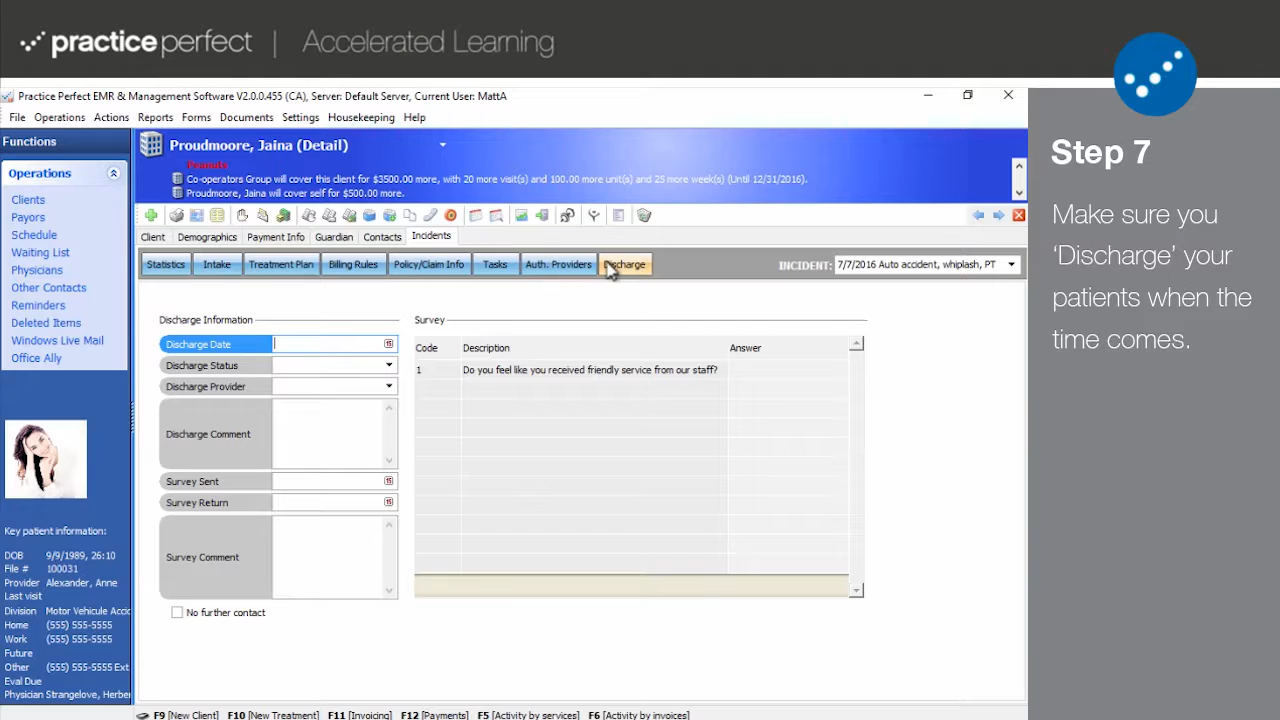 practiceperfect | Accelerated Learning
Practice Perfect EMR & Management Software V2.0.0.455 (CA), Server: Default Server, Current User: MattA
File Operations Actions Reports Forms Documents Settings Housekeeping Help
Functions
Operations
Clients
Payors
Schedule
Waiting List
Physicians
Other Contacts
Reminders
Deleted Items
Windows Live Mail
Office Ally
Key patient information:
DOB 9/9/1989, 26:10
File # 100031
Provider Alexander, Anne
Last visit
Division Motor Vehicle Accid
Home (555) 555-5555
Work (555) 555-5555
Future
Other (555) 555-5555 Ext
Eval Due
Physician Strangelove, Herber
Proudmoore, Jaina (Detail)
Peanuts
Co-operators Group will cover this client for $3500.00 more, with 20 more visit(s) and 100.00 more unit(s) and 25 more week(s) (Until 12/31/2016).
Proudmoore, Jaina will cover self for $500.00 more.
Client Demographics Payment Info Guardian Contacts Incidents
Statistics Intake Treatment Plan Billing Rules Policy/Claim Info Tasks Auth. Providers Discharge INCIDENT: 7/7/2016 Auto accident, whiplash, PT
Discharge Information
Discharge Date
Discharge Status
Discharge Provider
Discharge Comment
Survey Sent
Survey Return
Survey Comment
No further contact
Survey
Code Description Answer
1 Do you feel like you received friendly service from our staff?
F9 [New Client] F10 [New Treatment] F11 [Invoicing] F12 [Payments] F5 [Activity by services] F6 [Activity by invoices]
Step 7
Make sure you
‘Discharge’ your
patients when the
time comes.